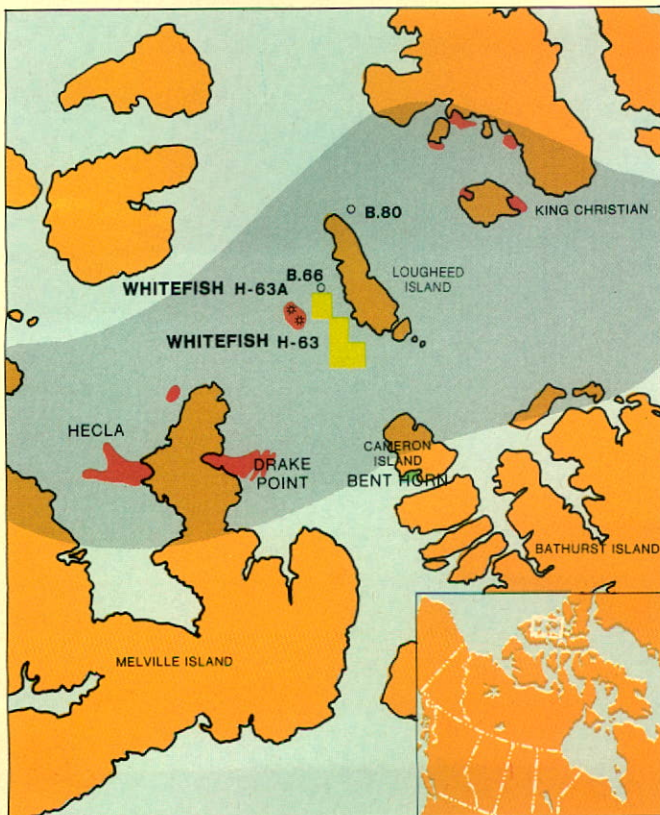 B.80
KING CHRISTIAN
B.66
LOUGHEED
ISLAND
WHITEFISH H-63A
WHITEFISH H-63
HECLA
DRAKE
POINT
CAMERON
ISLAND
BENT HORN
BATHURST ISLAND
MELVILLE ISLAND